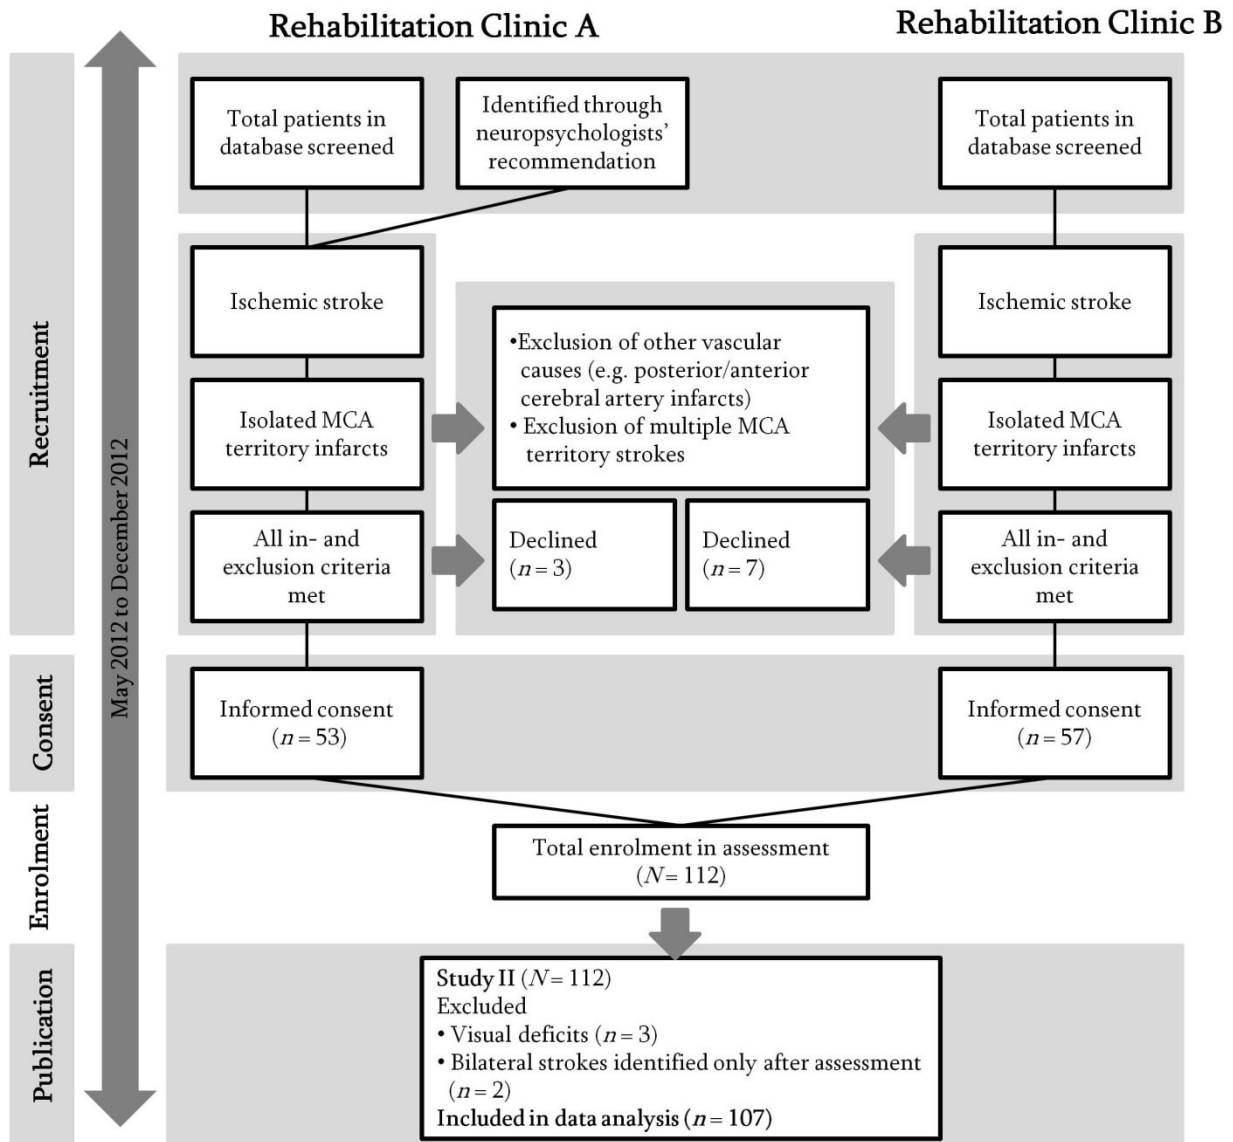 Rehabilitation Clinic A
Rehabilitation Clinic B
May 2012 to December 2012
Recruitment
Total patients in
database screened
Identified through
neuropsychologists’
recommendation
Total patients in
database screened
Ischemic stroke
Ischemic stroke
•Exclusion of other vascular
causes (e.g. posterior/anterior
cerebral artery infarcts)
• Exclusion of multiple MCA
territory strokes
Isolated MCA
territory infarcts
Isolated MCA
territory infarcts
All in- and
exclusion criteria
met
Declined
(n = 3)
Declined
(n = 7)
All in- and
exclusion criteria
met
Consent
Informed consent
(n = 53)
Informed consent
(n = 57)
Enrolment
Total enrolment in assessment
(N = 112)
Publication
Study II (N = 112)
Excluded
• Visual deficits (n = 3)
• Bilateral strokes identified only after assessment
(n = 2)
Included in data analysis (n = 107)